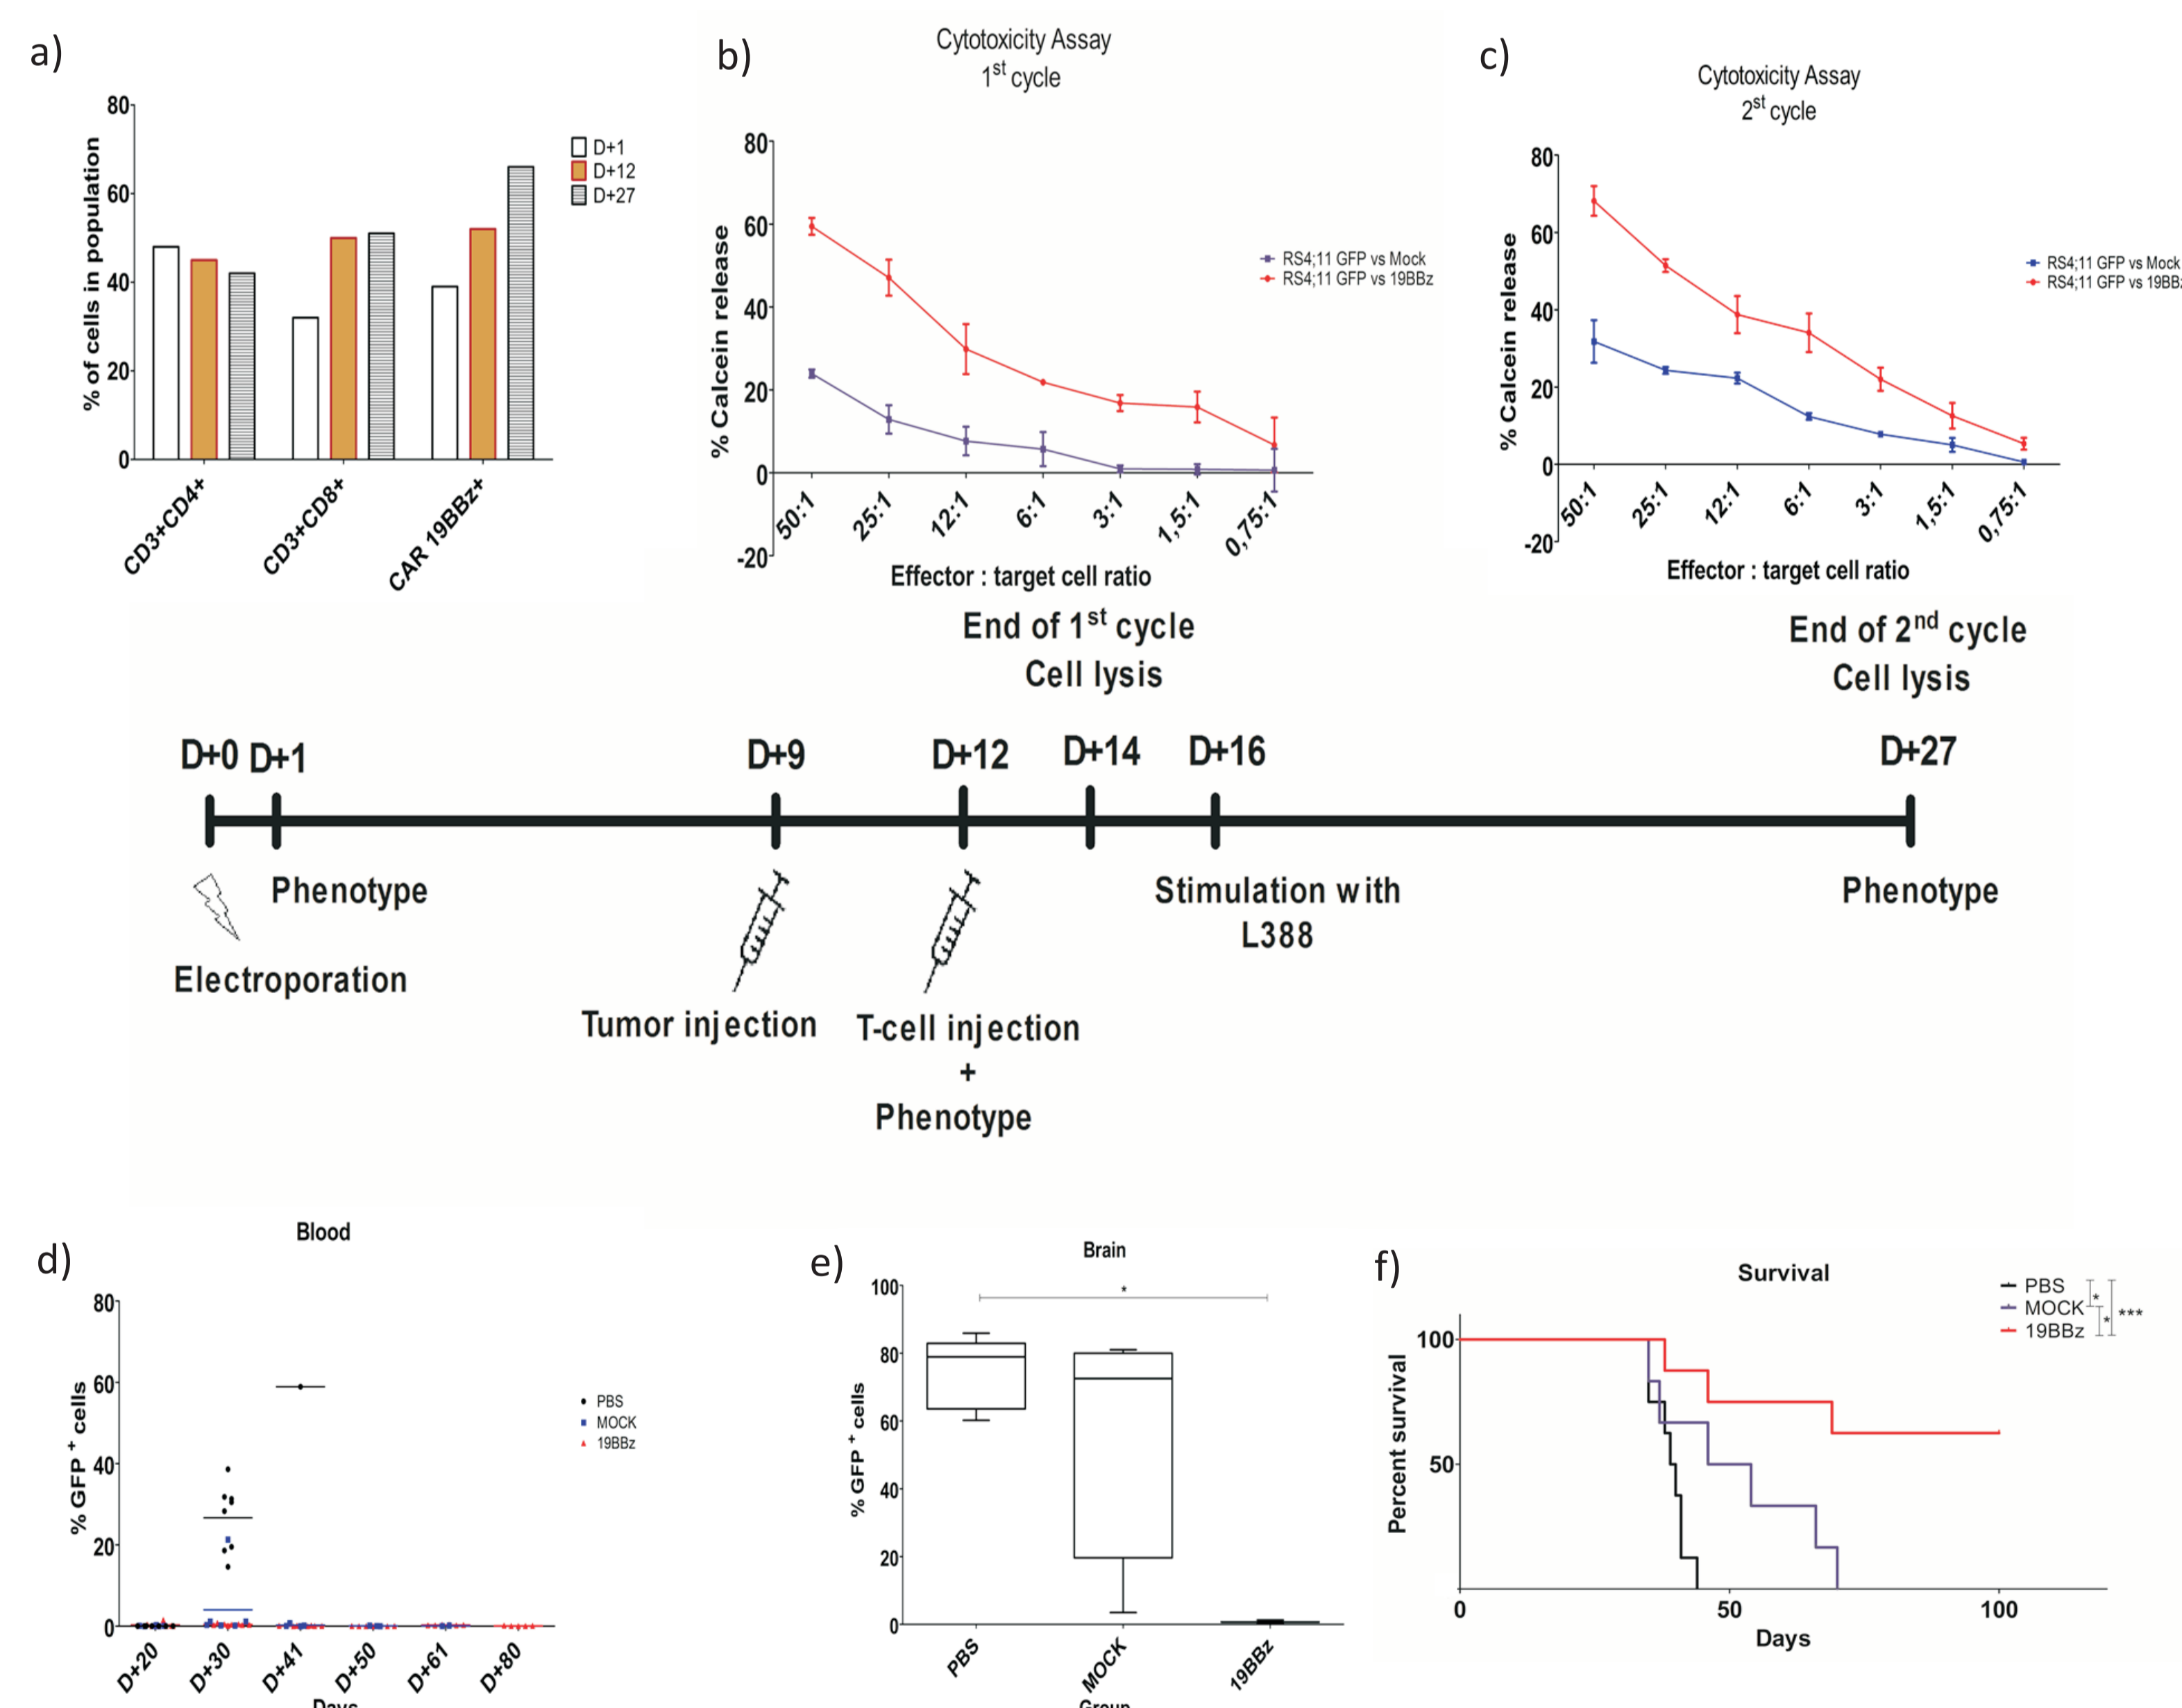 a)
80
60
40
20
0
% of cells in population
D+1
D+12
D+27
CD3+CD4+
CD3+CD8+
CAR 19BBz+
b)
Cytotoxicity Assay
1st cycle
80
60
40
20
0
-20
% Calcein release
RS4;11 GFP vs Mock
RS4;11 GFP vs 19BBz
50:1
25:1
12:1
6:1
3:1
1,5:1
0,75:1
Effector : target cell ratio
c)
Cytotoxicity Assay
2st cycle
80
60
40
20
0
-20
% Calcein release
RS4;11 GFP vs Mock
RS4;11 GFP vs 19BBz
50:1
25:1
12:1
6:1
3:1
1,5:1
0,75:1
Effector : target cell ratio
End of 1st cycle
Cell lysis
End of 2nd cycle
Cell lysis
D+0 D+1 D+9 D+12 D+14 D+16 D+27
Phenotype
Electroporation
Tumor injection
T-cell injection
+
Phenotype
Stimulation with
L388
Phenotype
d)
Blood
80
60
40
20
0
% GFP + cells
PBS
MOCK
19BBz
D+20
D+30
D+41
D+50
D+61
D+80
Days
e)
Brain
100
80
60
40
20
0
% GFP + cells
*
PBS
MOCK
19BBz
Group
f)
Survival
PBS
MOCK
19BBz
*
*
***
100
50
Percent survival
0
50
100
Days